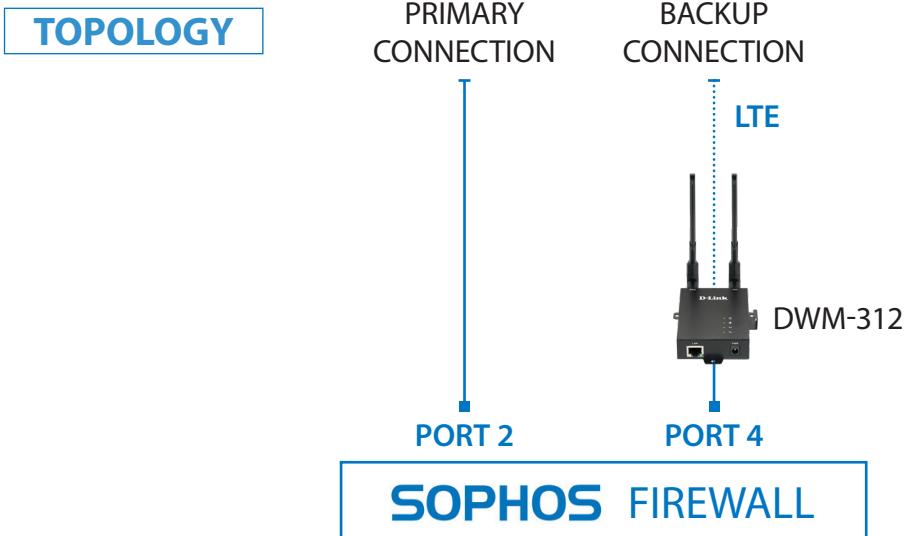 TOPOLOGY
PRIMARY
CONNECTION
BACKUP
CONNECTION
LTE
D-Link
DWM-312
PORT 2
PORT 4
SOPHOS FIREWALL